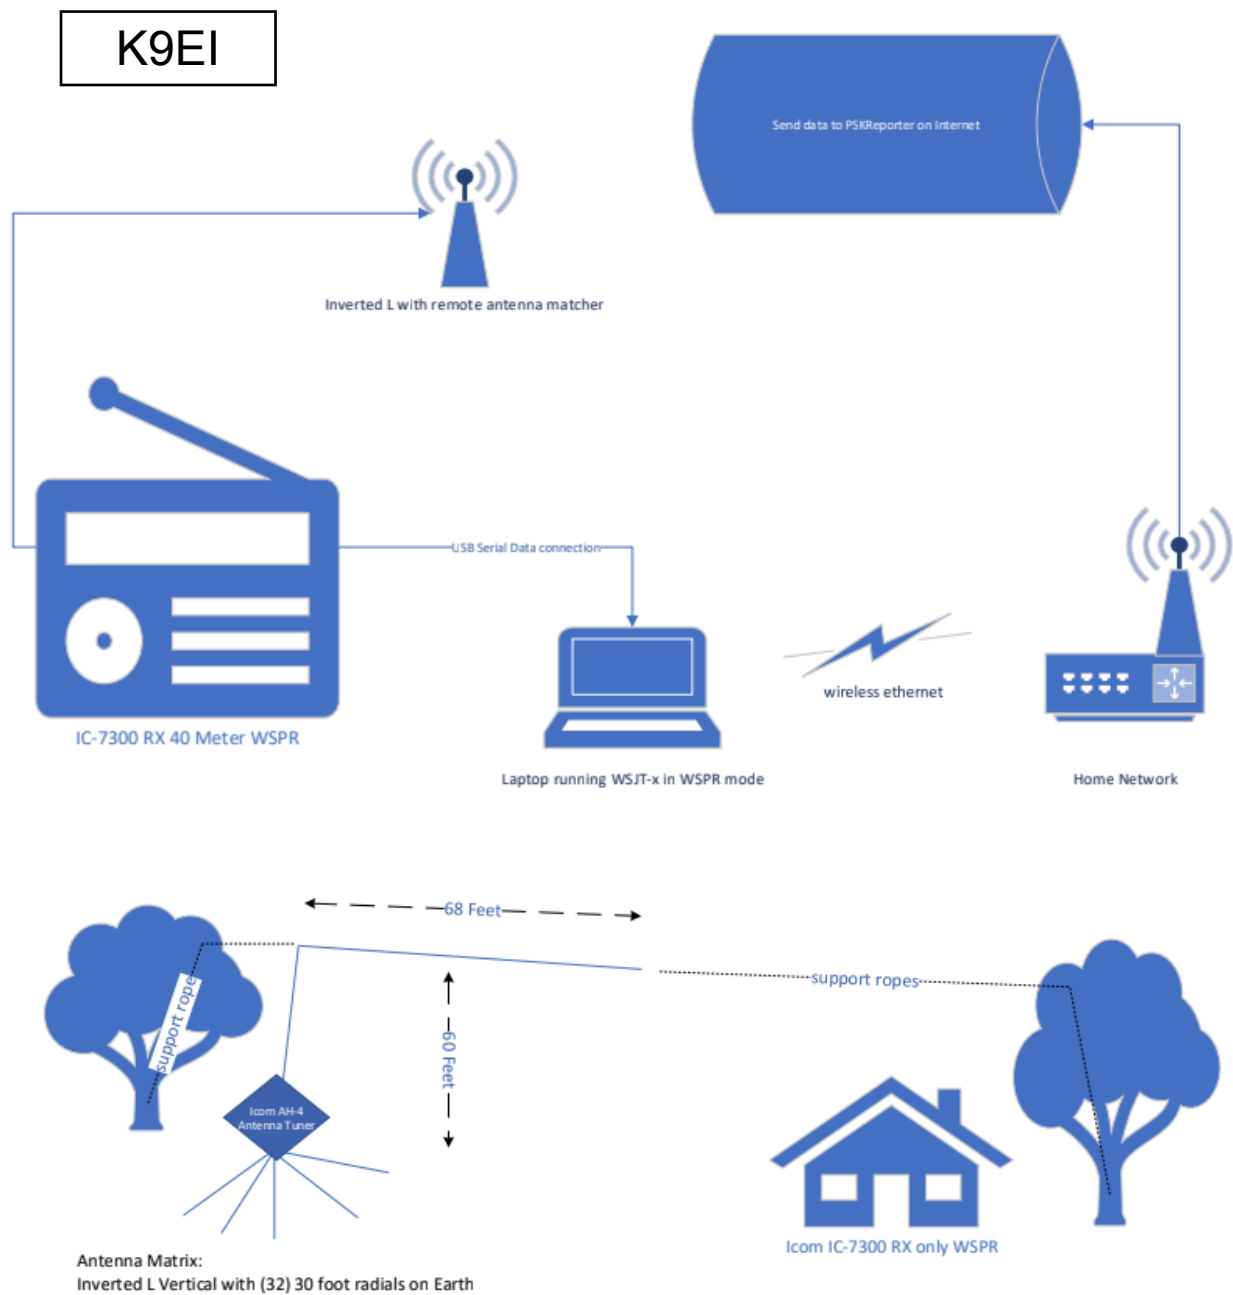 K9EI
Send data to PSKReporter on Internet
Inverted L with remote antenna matcher
USB Serial Data connection
wireless ethernet
IC-7300 RX 40 Meter WSPR
Laptop running WSJT-x in WSPR mode
Home Network
68 Feet
support rope
support ropes
60 Feet
Icom AH-4
Antenna Tuner
Icom IC-7300 RX only WSPR
Antenna Matrix:
Inverted L Vertical with (32) 30 foot radials on Earth